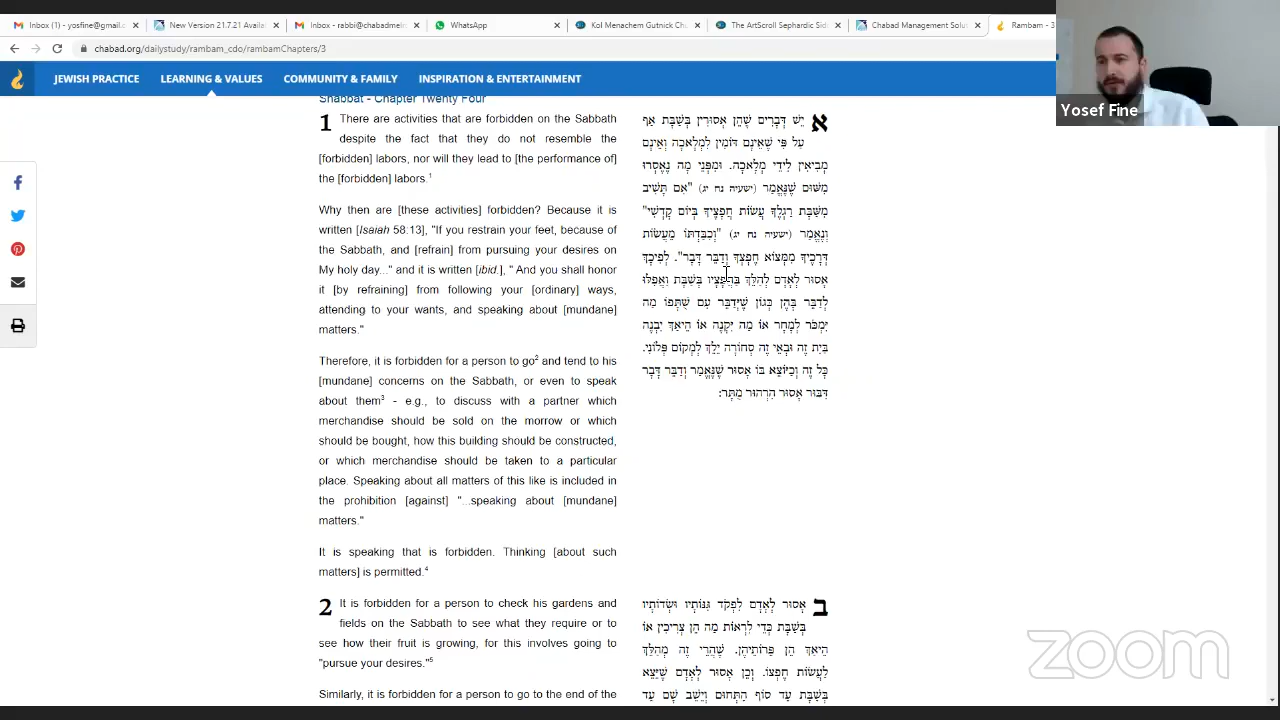 Inbox (1) - yosfine@gmail.c
New Version 21.7.21 Availa
Inbox - rabbi@chabadmei
WhatsApp
Kol Menachem Gutnick Ch
The ArtScroll Sephardic Sid
Chabad Management Solut
Rambam - 3
chabad.org/dailystudy/rambam_cdo/rambamChapters/3
JEWISH PRACTICE
LEARNING & VALUES
COMMUNITY & FAMILY
INSPIRATION & ENTERTAINMENT
Yosef Fine
Shabbat - Chapter Twenty Four
1 There are activities that are forbidden on the Sabbath
despite the fact that they do not resemble the
[forbidden] labors, nor will they lead to [the performance of]
the [forbidden] labors.1
Why then are [these activities] forbidden? Because it is
written [Isaiah 58:13], "If you restrain your feet, because of
the Sabbath, and [refrain] from pursuing your desires on
My holy day..." and it is written [ibid.], " And you shall honor
it [by refraining] from following your [ordinary] ways,
attending to your wants, and speaking about [mundane]
matters."
Therefore, it is forbidden for a person to go2 and tend to his
[mundane] concerns on the Sabbath, or even to speak
about them3 - e.g., to discuss with a partner which
merchandise should be sold on the morrow or which
should be bought, how this building should be constructed,
or which merchandise should be taken to a particular
place. Speaking about all matters of this like is included in
the prohibition [against] "...speaking about [mundane]
matters."
It is speaking that is forbidden. Thinking [about such
matters] is permitted.4
2 It is forbidden for a person to check his gardens and
fields on the Sabbath to see what they require or to
see how their fruit is growing, for this involves going to
"pursue your desires."5
Similarly, it is forbidden for a person to go to the end of the
א יֵשׁ דְּבָרִים שֶׁהֵן אֲסוּרִין בְּשַׁבָּת אַף
עַל פִּי שֶׁאֵינָם דּוֹמִין לִמְלָאכָה וְאֵינָם
מְבִיאִין לִידֵי מְלָאכָה. וּמִפְּנֵי מָה נֶאֶסְרוּ
מִשּׁוּם שֶׁנֶּאֱמַר (ישעיה נח יג) "אִם תָּשִׁיב
מִשַּׁבָּת רַגְלֶךָ עֲשׂוֹת חֲפָצֶיךָ בְּיוֹם קָדְשִׁי"
וְנֶאֱמַר (ישעיה נח יג) "וְכִבַּדְתּוֹ מֵעֲשׂוֹת
דְּרָכֶיךָ מִמְּצוֹא חֶפְצְךָ וְדַבֵּר דָּבָר". לְפִיכָךְ
אָסוּר לְאָדָם לְהַלֵּךְ בַּחֲפָצָיו בְּשַׁבָּת וַאֲפִלּוּ
לְדַבֵּר בָּהֶן כְּגוֹן שֶׁיְּדַבֵּר עִם שֻׁתָּפוֹ מַה
יִּמְכֹּר לְמָחָר אוֹ מַה יִּקְנֶה אוֹ הֵיאַךְ יִבְנֶה
בַּיִת זֶה וּבְאֵי זֶה סְחוֹרָה יֵלֵךְ לְמָקוֹם פְּלוֹנִי.
כָּל זֶה וְכַיּוֹצֵא בּוֹ אָסוּר שֶׁנֶּאֱמַר וְדַבֵּר דָּבָר
דִּבּוּר אָסוּר הִרְהוּר מֻתָּר:
ב אָסוּר לְאָדָם לִפְקֹד גִּנּוֹתָיו וּשְׂדוֹתָיו
בְּשַׁבָּת כְּדֵי לִרְאוֹת מַה הֵן צְרִיכִין אוֹ
הֵיאַךְ הֵן פֵּרוֹתֵיהֶן. שֶׁהֲרֵי זֶה מְהַלֵּךְ
לַעֲשׂוֹת חֶפְצוֹ. וְכֵן אָסוּר לְאָדָם שֶׁיֵּצֵא
בְּשַׁבָּת עַד סוֹף הַתְּחוּם וְיֵשֵׁב שָׁם עַד
zoom